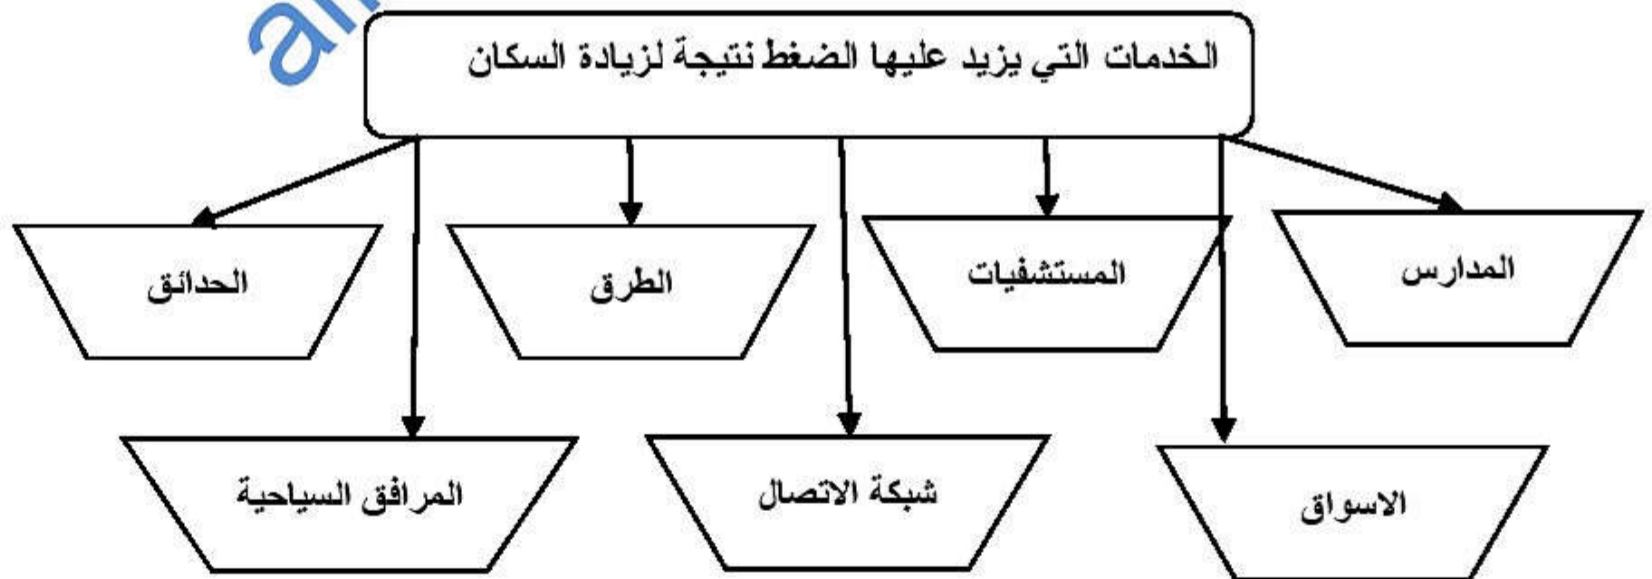 الخدمات التي يزيد عليها الضغط نتيجة لزيادة السكان
المدارس
المستشفيات
الطرق
الحدائق
الاسواق
شبكة الاتصال
المرافق السياحية